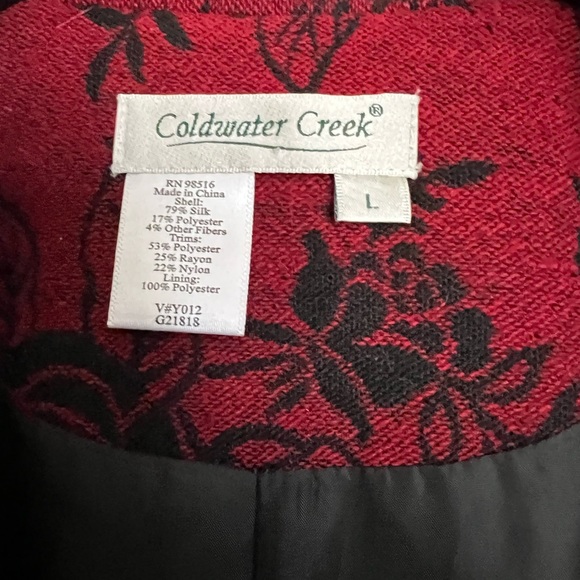 Coldwater Creek®
L
RN 98516
Made in China
Shell:
79% Silk
17% Polyester
4% Other Fibers
Trims:
53% Polyester
25% Rayon
22% Nylon
Lining:
100% Polyester
V#Y012
G21818